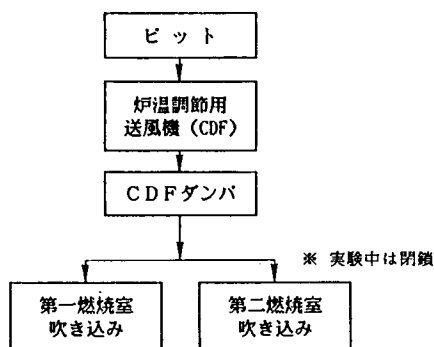 ピット
炉温調節用
送風機(CDF)
CDFダンパ
※ 実験中は閉鎖
第一燃焼室
吹き込み
第二燃焼室
吹き込み